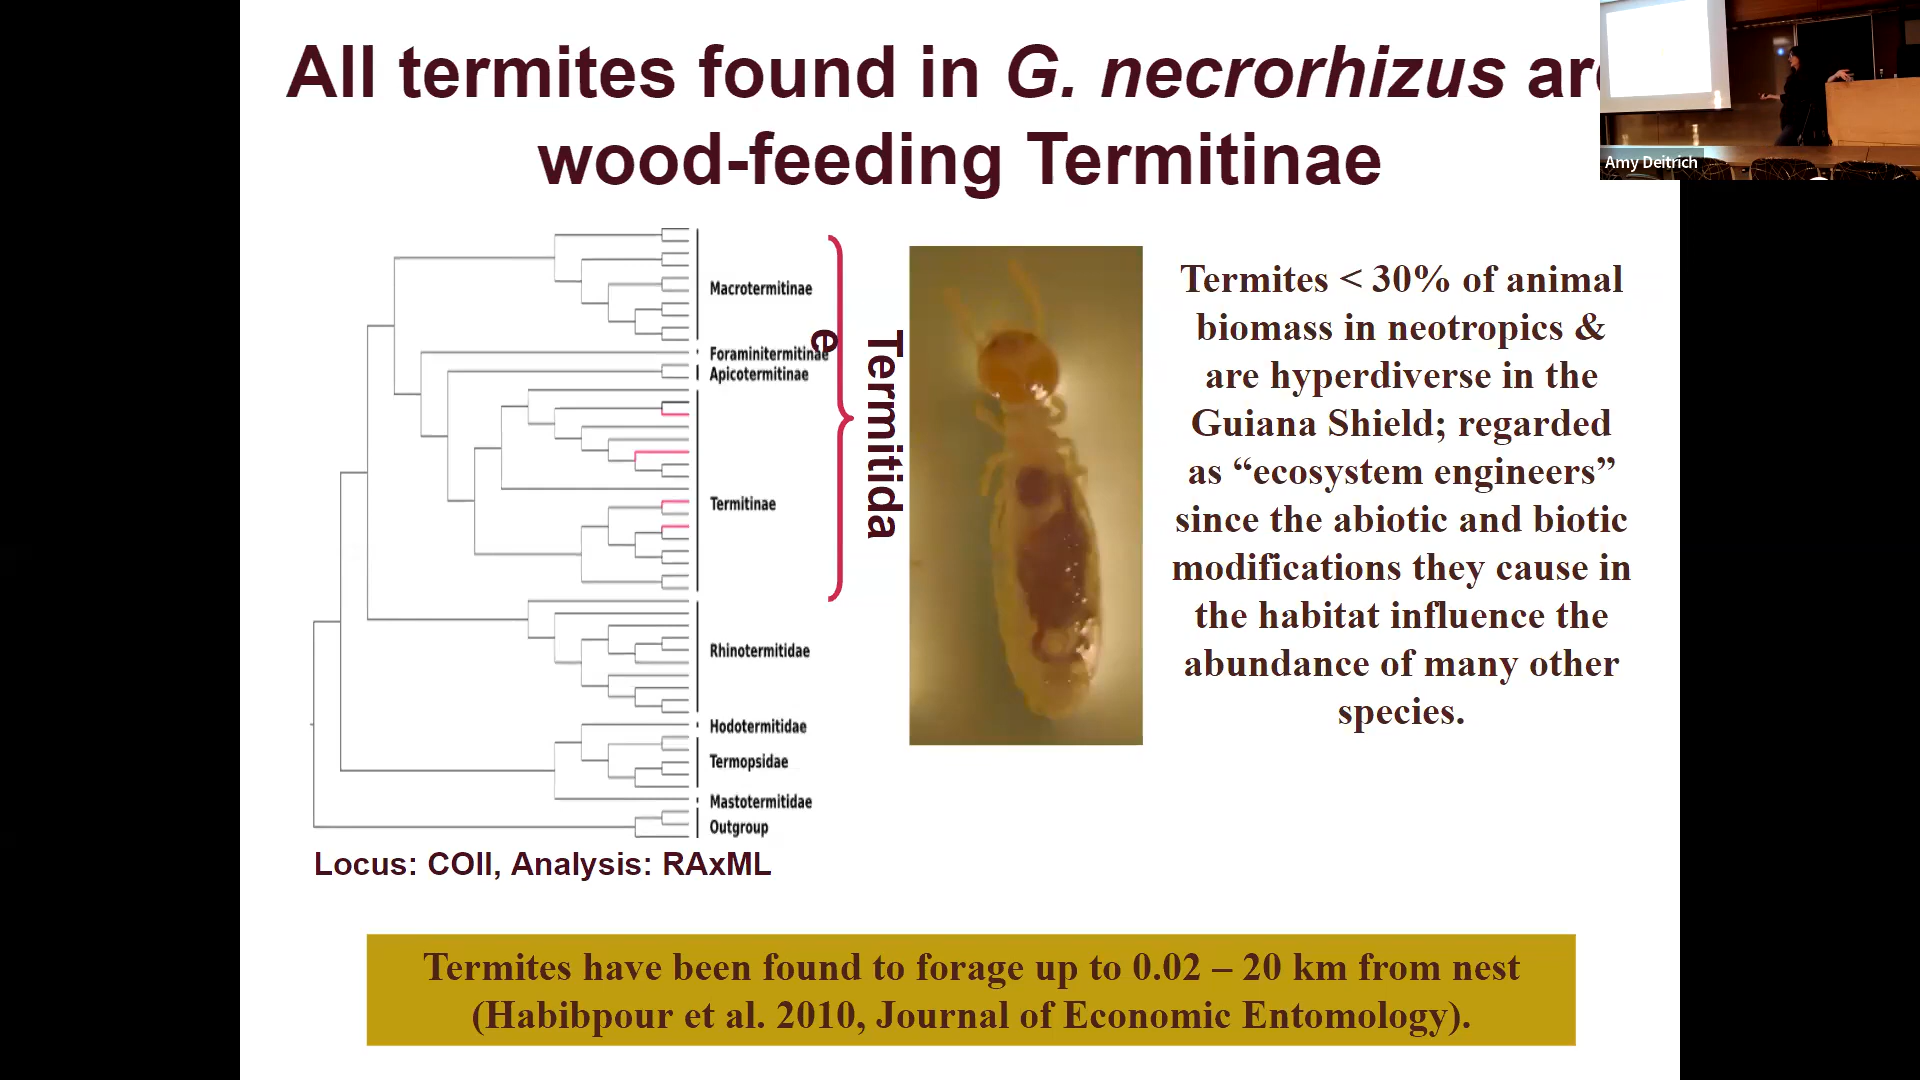 All termites found in G. necrorhizus are
wood-feeding Termitinae
Amy Deitrich
Macrotermitinae
Foraminitermitinae
Apicotermitinae
Termitinae
Rhinotermitidae
Hodotermitidae
Termopsidae
Mastotermitidae
Outgroup
Termitida
e
Locus: COII, Analysis: RAxML
Termites < 30% of animal
biomass in neotropics &
are hyperdiverse in the
Guiana Shield; regarded
as “ecosystem engineers”
since the abiotic and biotic
modifications they cause in
the habitat influence the
abundance of many other
species.
Termites have been found to forage up to 0.02 – 20 km from nest
(Habibpour et al. 2010, Journal of Economic Entomology).